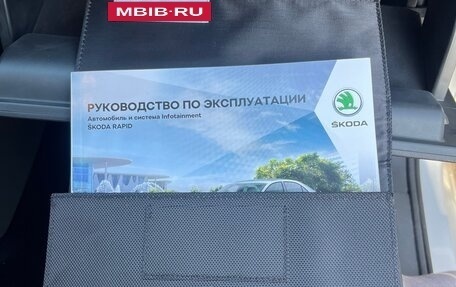 MBIB-RU
РУКОВОДСТВО ПО ЭКСПЛУАТАЦИИ
Автомобиль и система Infotainment
ŠKODA RAPID
ŠKODA